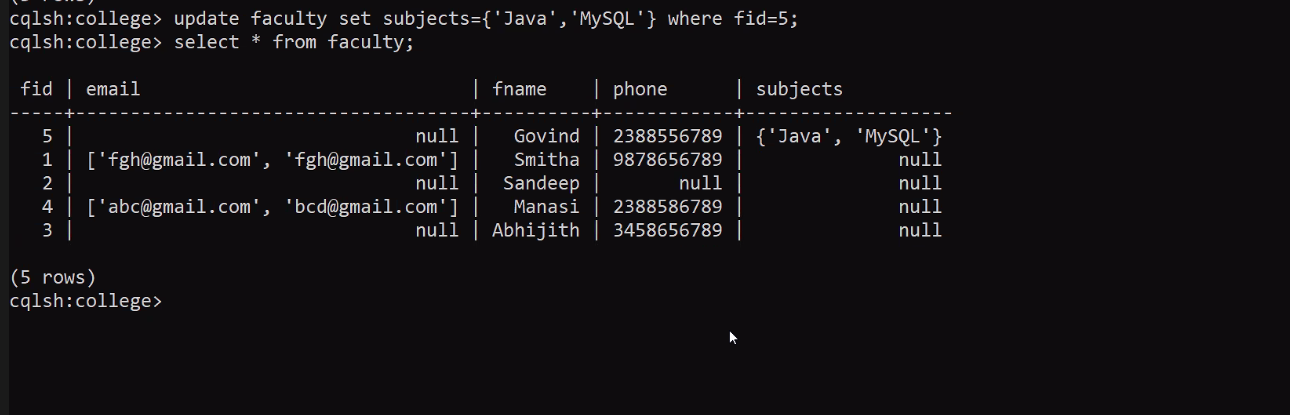 cqlsh:college> update faculty set subjects={'Java','MySQL'} where fid=5;
cqlsh:college> select * from faculty;
 fid | email                              | fname    | phone      | subjects
-----+------------------------------------+----------+------------+-------------------
   5 |                               null |   Govind | 2388556789 | {'Java', 'MySQL'}
   1 | ['fgh@gmail.com', 'fgh@gmail.com'] |   Smitha | 9878656789 |              null
   2 |                               null |  Sandeep |       null |              null
   4 | ['abc@gmail.com', 'bcd@gmail.com'] |   Manasi | 2388586789 |              null
   3 |                               null | Abhijith | 3458656789 |              null
(5 rows)
cqlsh:college>